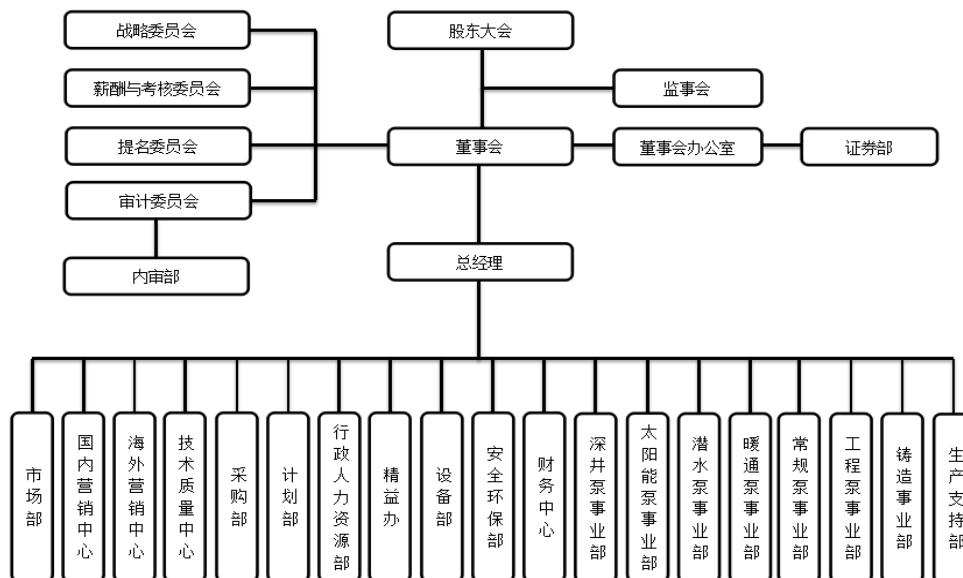 战略委员会
股东大会
薪酬与考核委员会
监事会
提名委员会
董事会
董事会办公室
证券部
审计委员会
内审部
总经理
市场部
国内营销中心
海外营销中心
技术质量中心
采购部
计划部
行政人力资源部
精益办
设备部
安全环保部
财务中心
深井泵事业部
太阳能泵事业部
潜水泵事业部
暖通泵事业部
常规泵事业部
工程泵事业部
铸造事业部
生产支持部